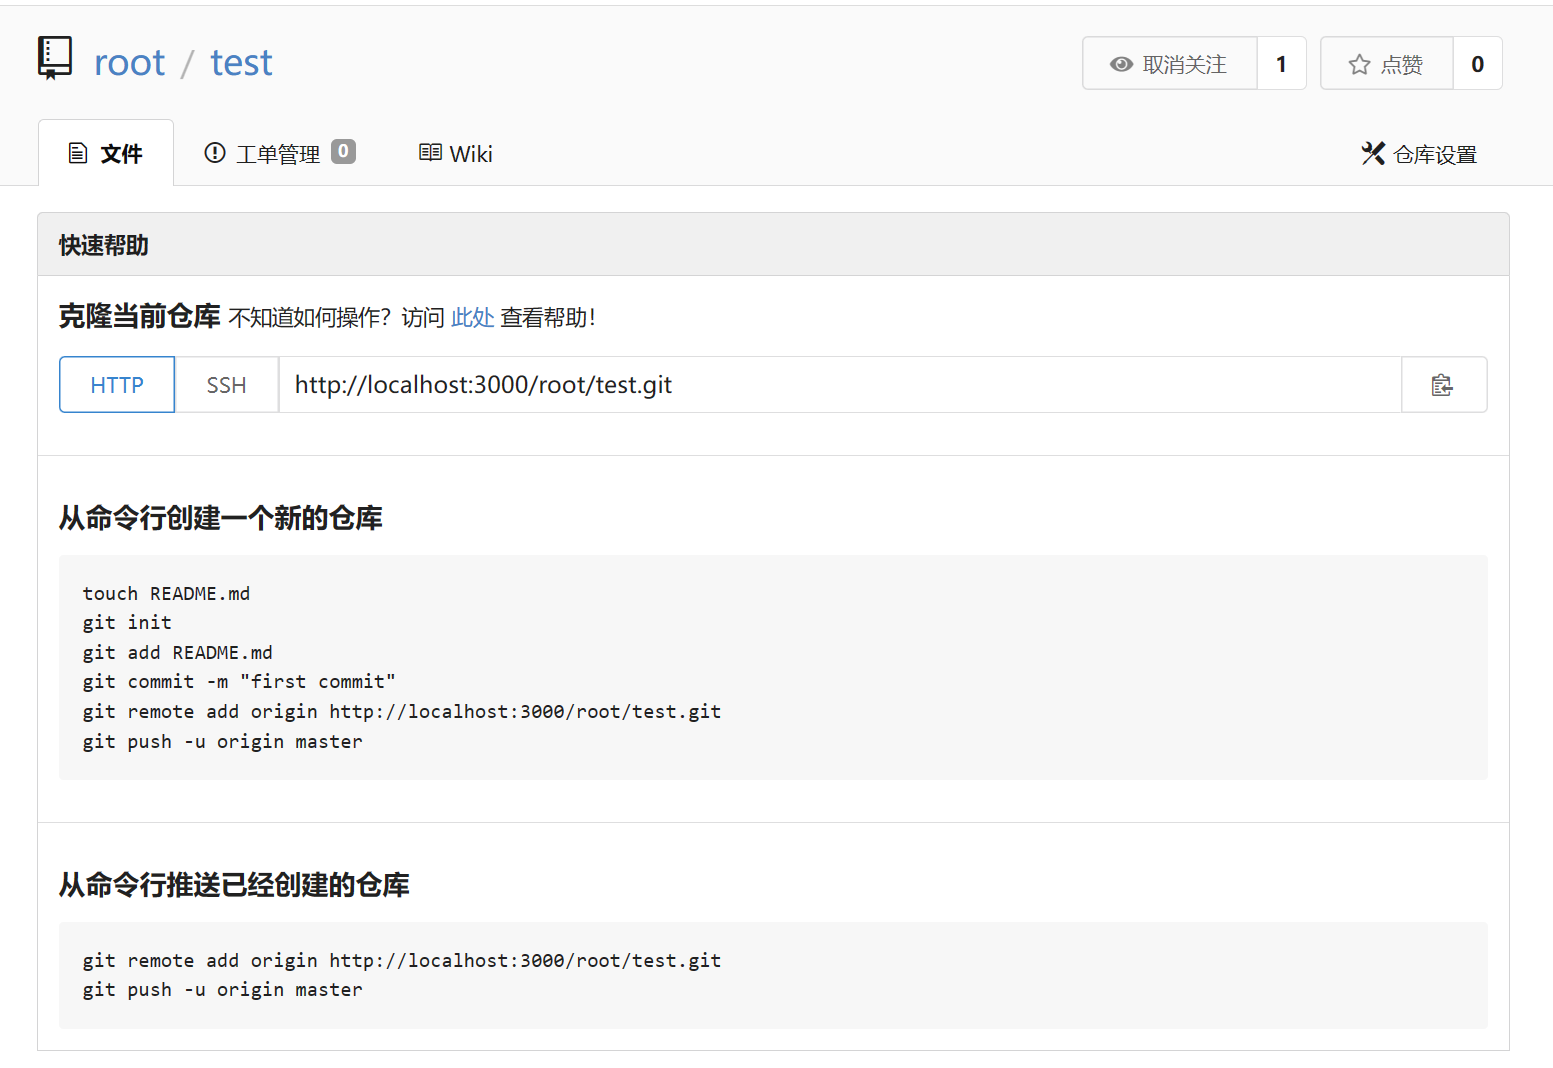 root / test
取消关注 1
点赞 0
文件
工单管理 0
Wiki
仓库设置
快速帮助
克隆当前仓库 不知道如何操作？访问 此处 查看帮助！
HTTP SSH http://localhost:3000/root/test.git
从命令行创建一个新的仓库
touch README.md
git init
git add README.md
git commit -m "first commit"
git remote add origin http://localhost:3000/root/test.git
git push -u origin master
从命令行推送已经创建的仓库
git remote add origin http://localhost:3000/root/test.git
git push -u origin master